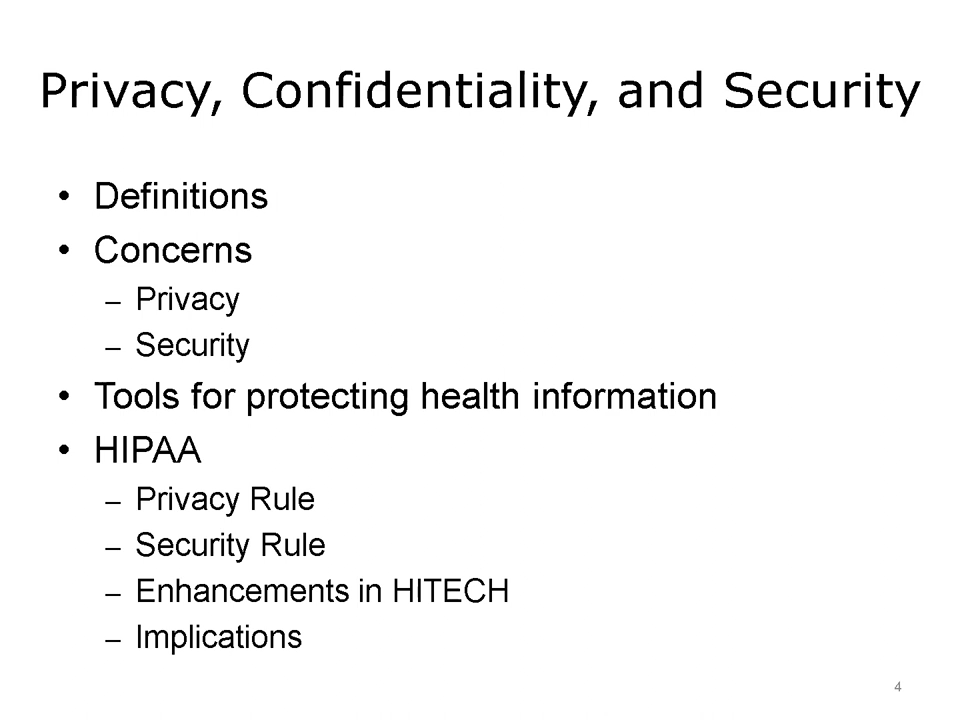 Privacy, Confidentiality, and Security
• Definitions
• Concerns
– Privacy
– Security
• Tools for protecting health information
• HIPAA
– Privacy Rule
– Security Rule
– Enhancements in HITECH
– Implications
4